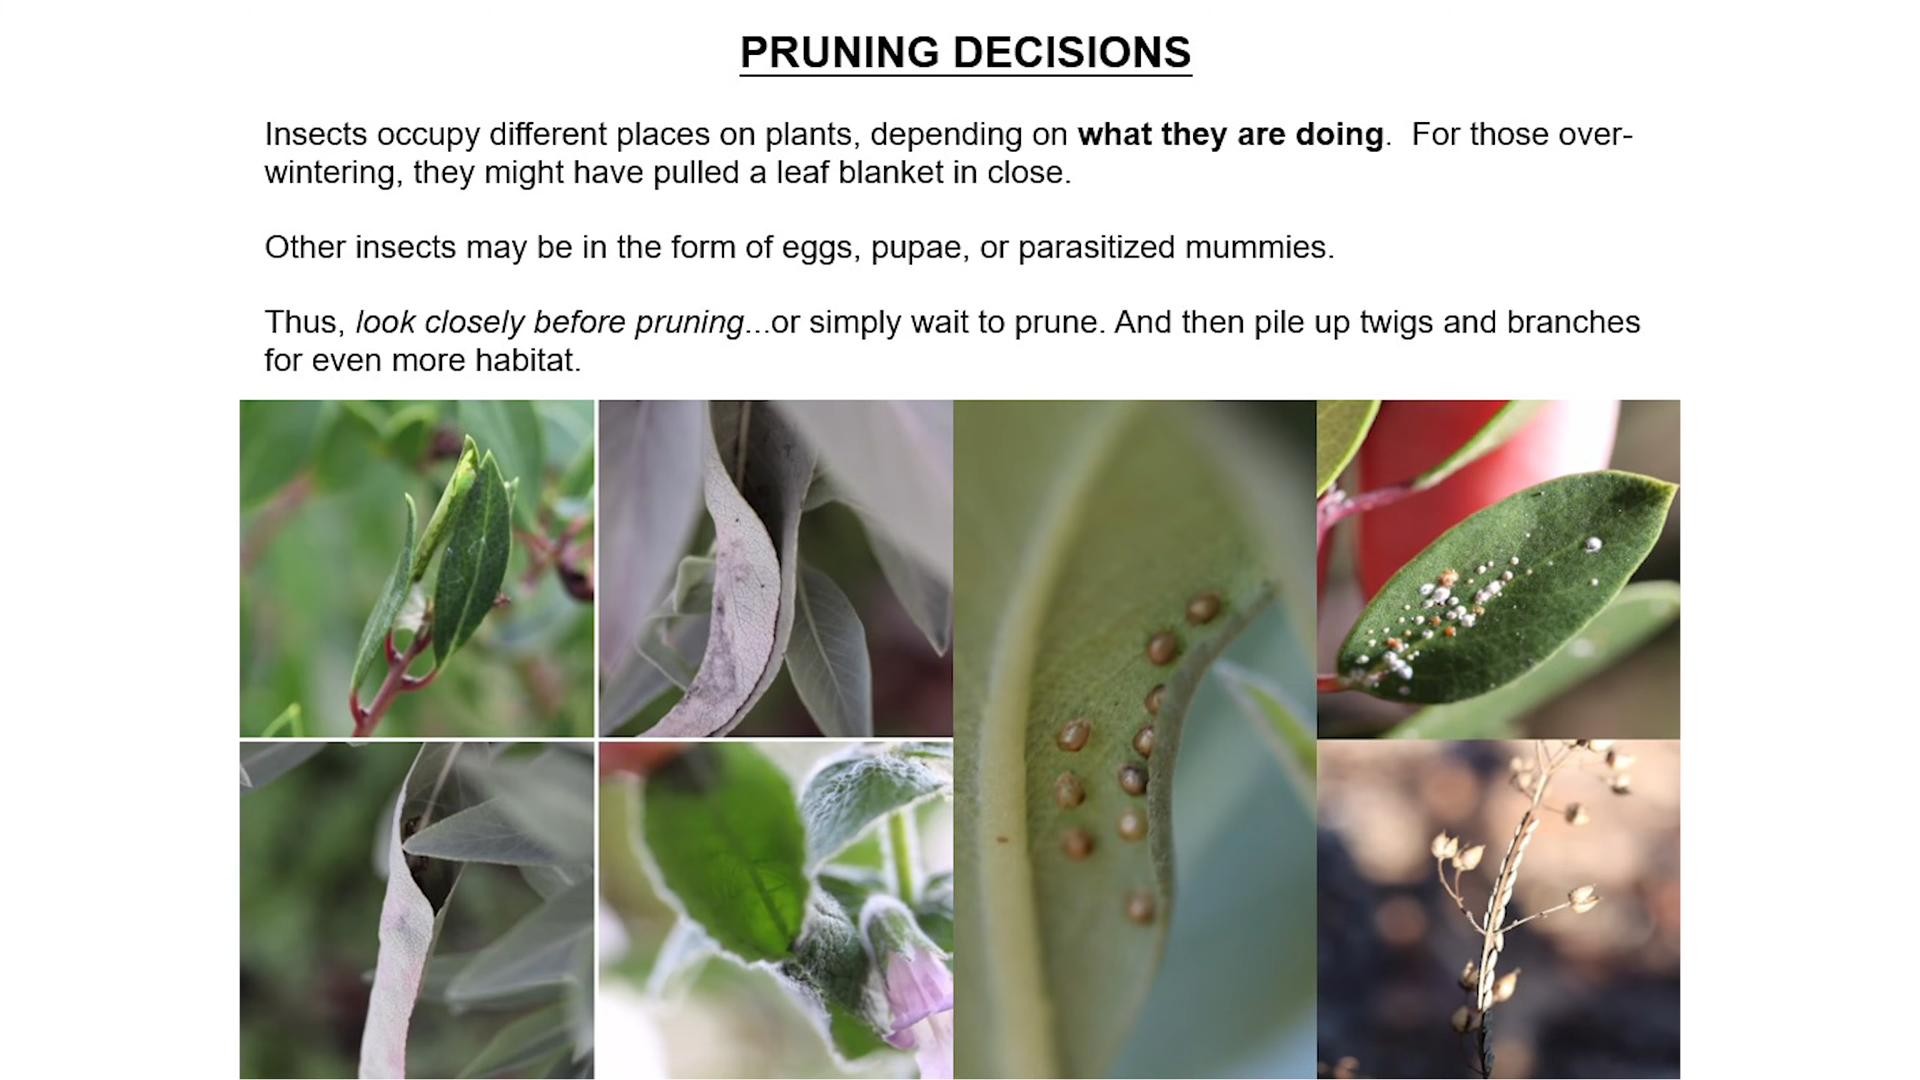 PRUNING DECISIONS
Insects occupy different places on plants, depending on what they are doing.  For those over-
wintering, they might have pulled a leaf blanket in close.
Other insects may be in the form of eggs, pupae, or parasitized mummies.
Thus, look closely before pruning...or simply wait to prune. And then pile up twigs and branches
for even more habitat.